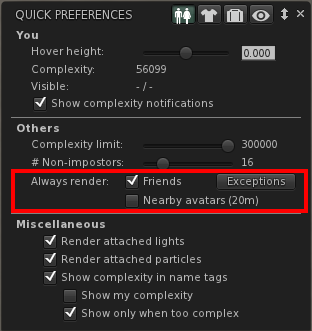 QUICK PREFERENCES
You
Hover height: 0.000
Complexity: 56099
Visible: - / -
Show complexity notifications
Others
Complexity limit: 300000
# Non-impostors: 16
Always render: Friends Exceptions
Nearby avatars (20m)
Miscellaneous
Render attached lights
Render attached particles
Show complexity in name tags
Show my complexity
Show only when too complex